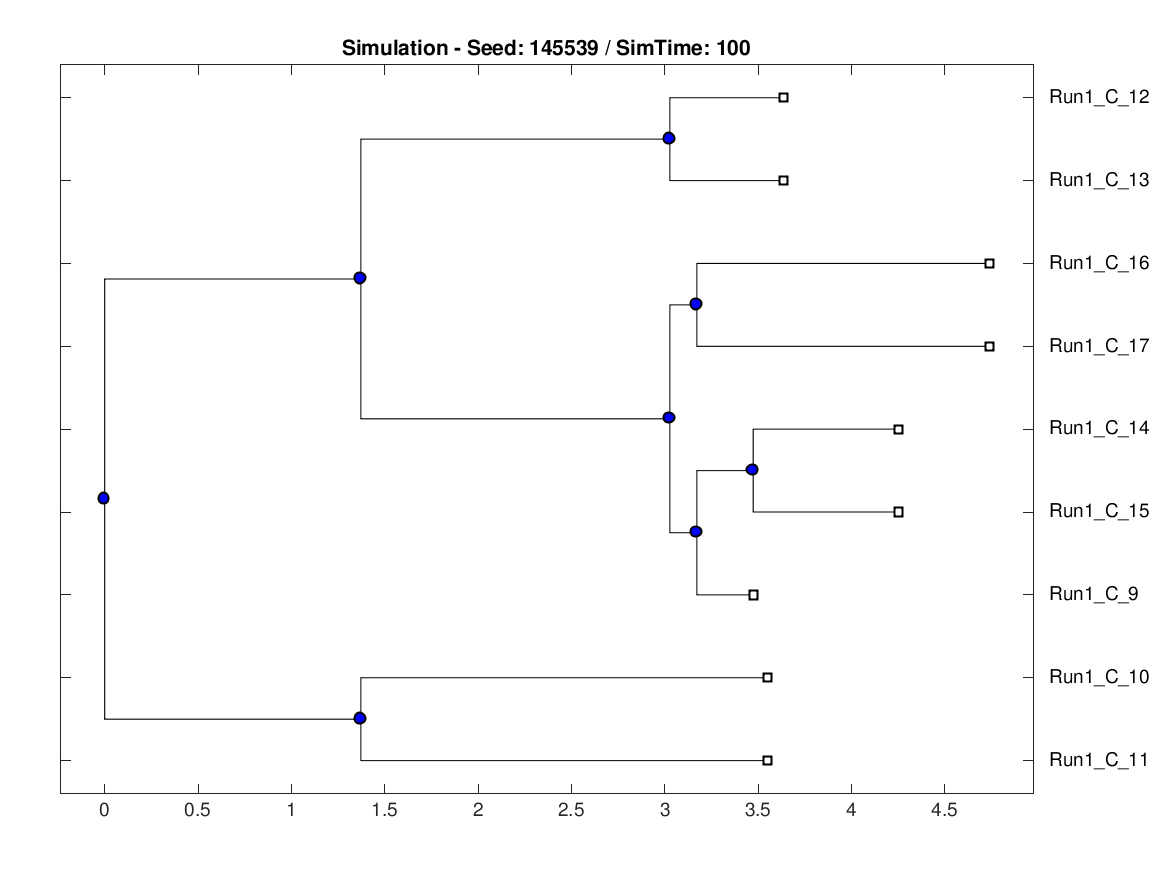 Simulation - Seed: 145539 / SimTime: 100
Run1_C_12
Run1_C_13
Run1_C_16
Run1_C_17
Run1_C_14
Run1_C_15
Run1_C_9
Run1_C_10
Run1_C_11
0 0.5 1 1.5 2 2.5 3 3.5 4 4.5